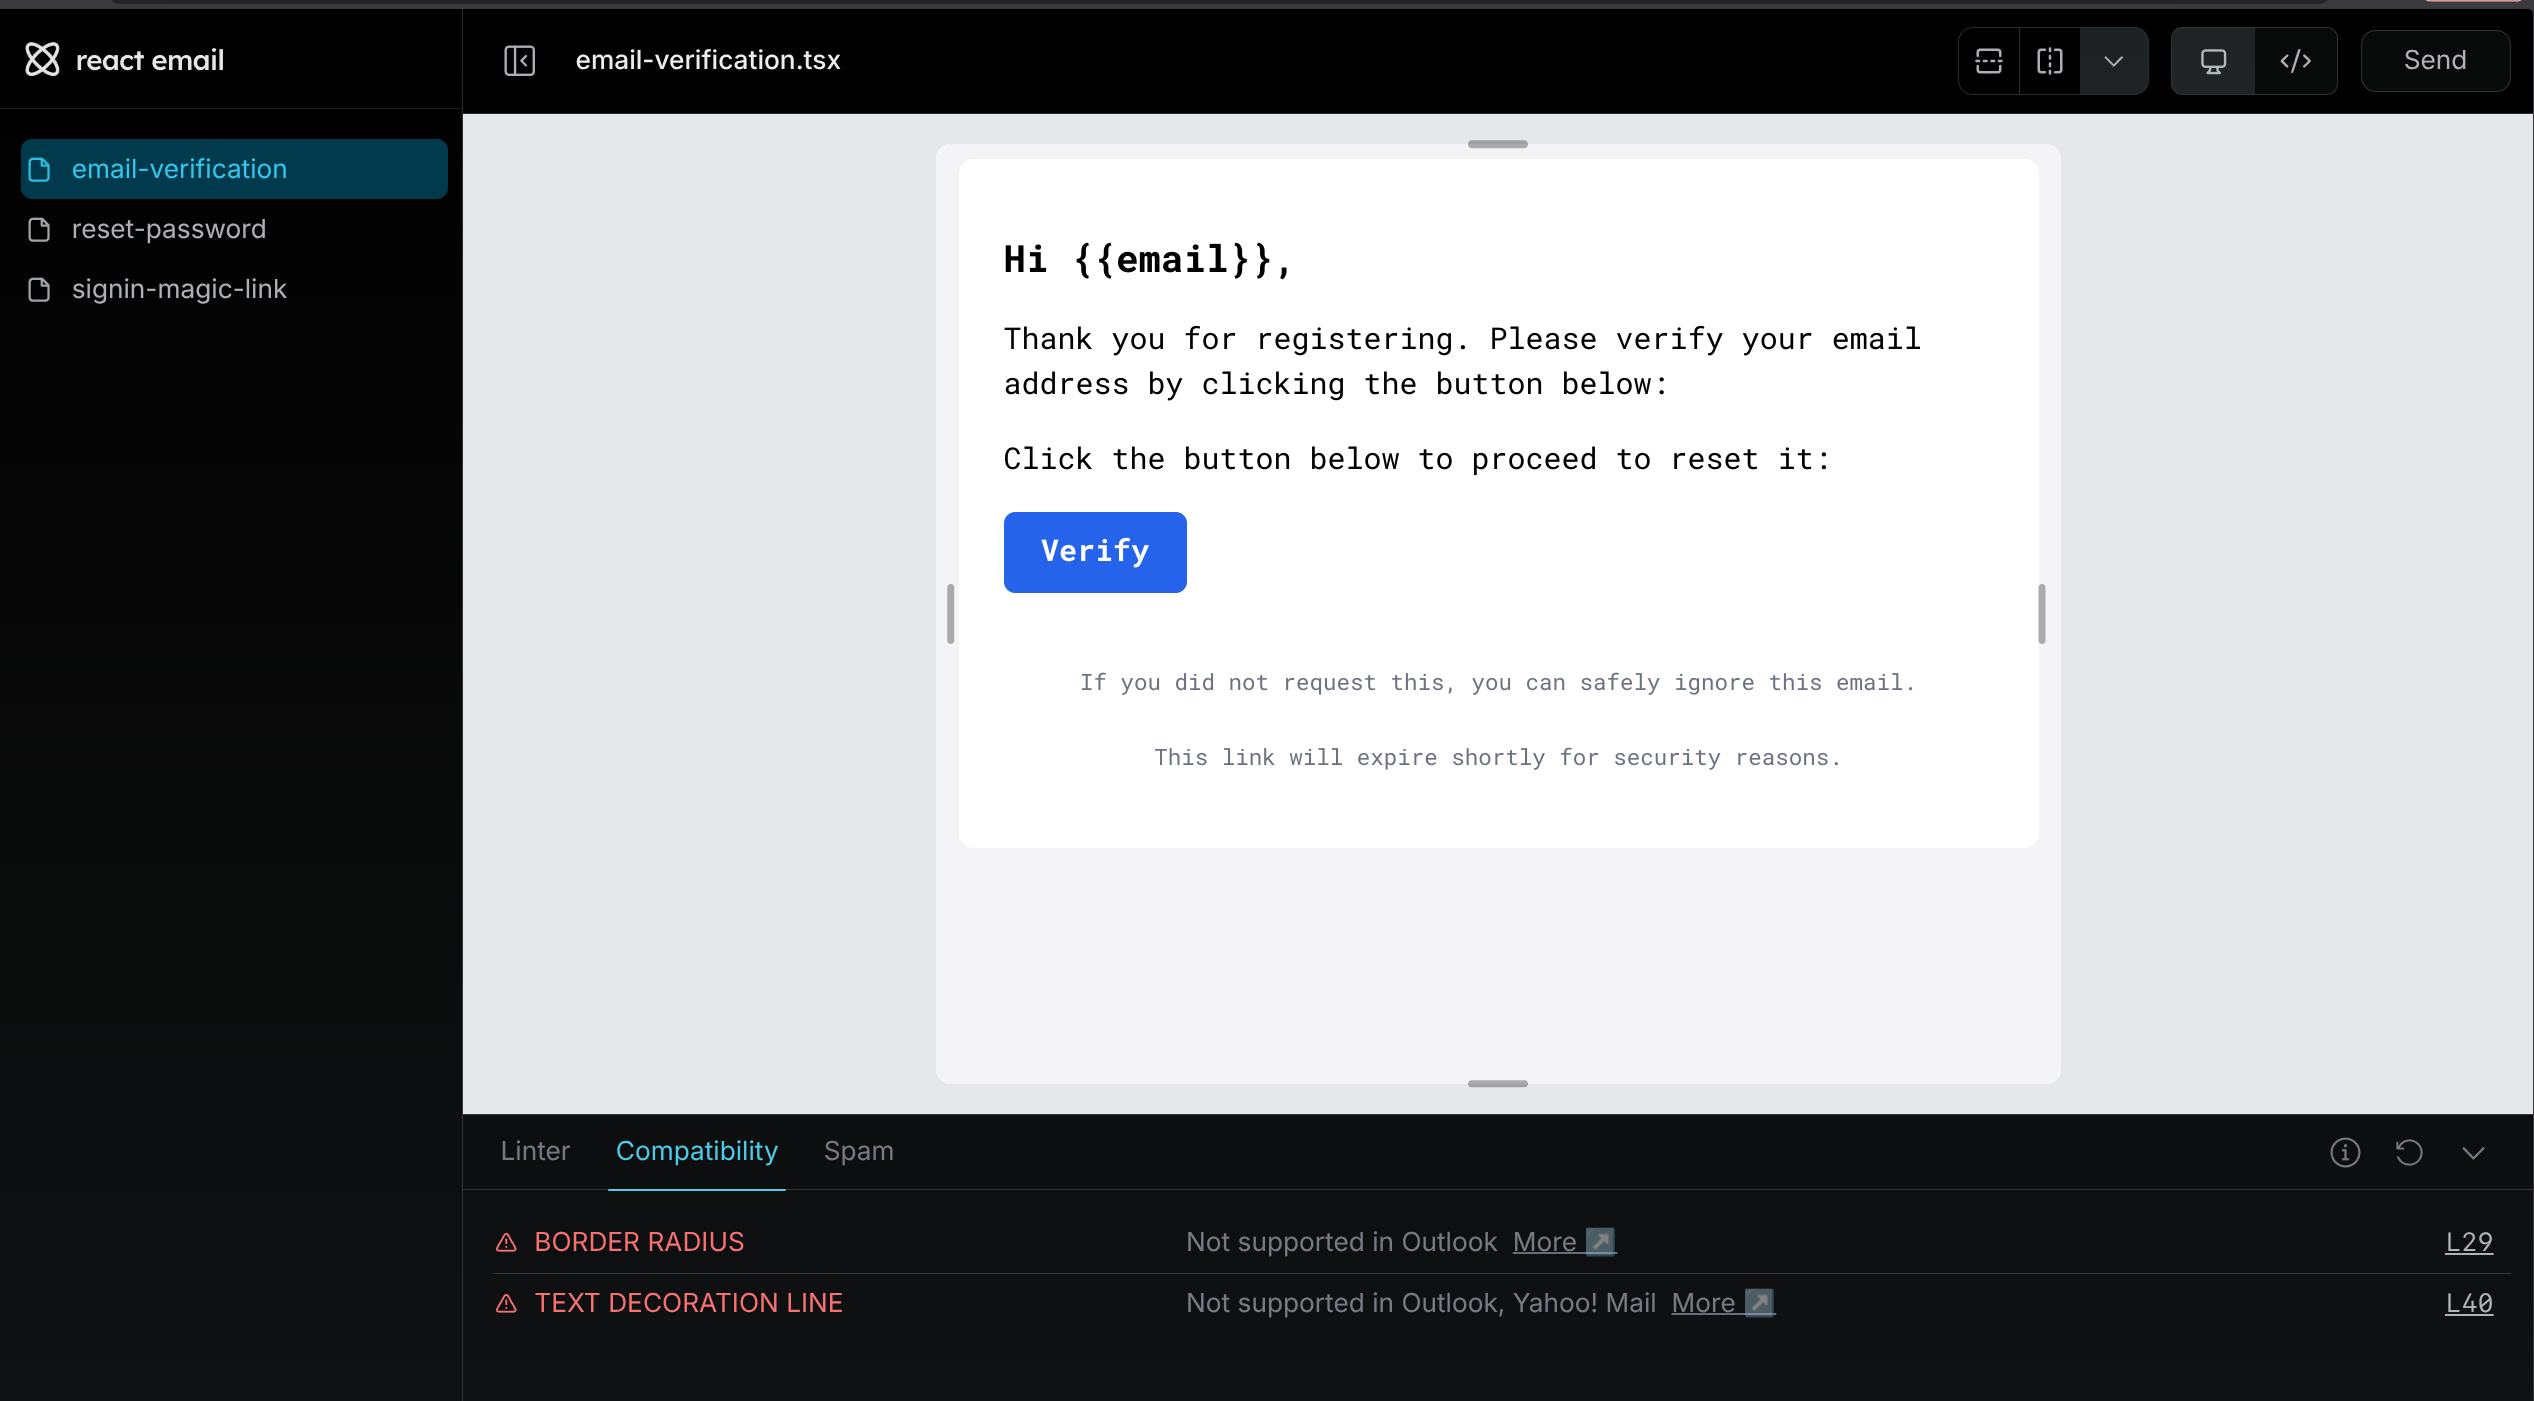 react email
email-verification.tsx
Send
email-verification
reset-password
signin-magic-link
Hi {{email}},
Thank you for registering. Please verify your email
address by clicking the button below:
Click the button below to proceed to reset it:
Verify
If you did not request this, you can safely ignore this email.
This link will expire shortly for security reasons.
Linter Compatibility Spam
BORDER RADIUS Not supported in Outlook More ↗ L29
TEXT DECORATION LINE Not supported in Outlook, Yahoo! Mail More ↗ L40